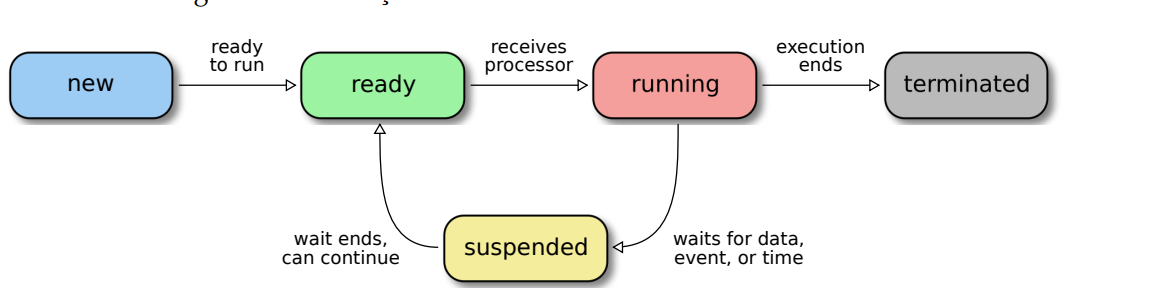 ready
to run
receives
processor
execution
ends
new
ready
running
terminated
wait ends,
can continue
suspended
waits for data,
event, or time